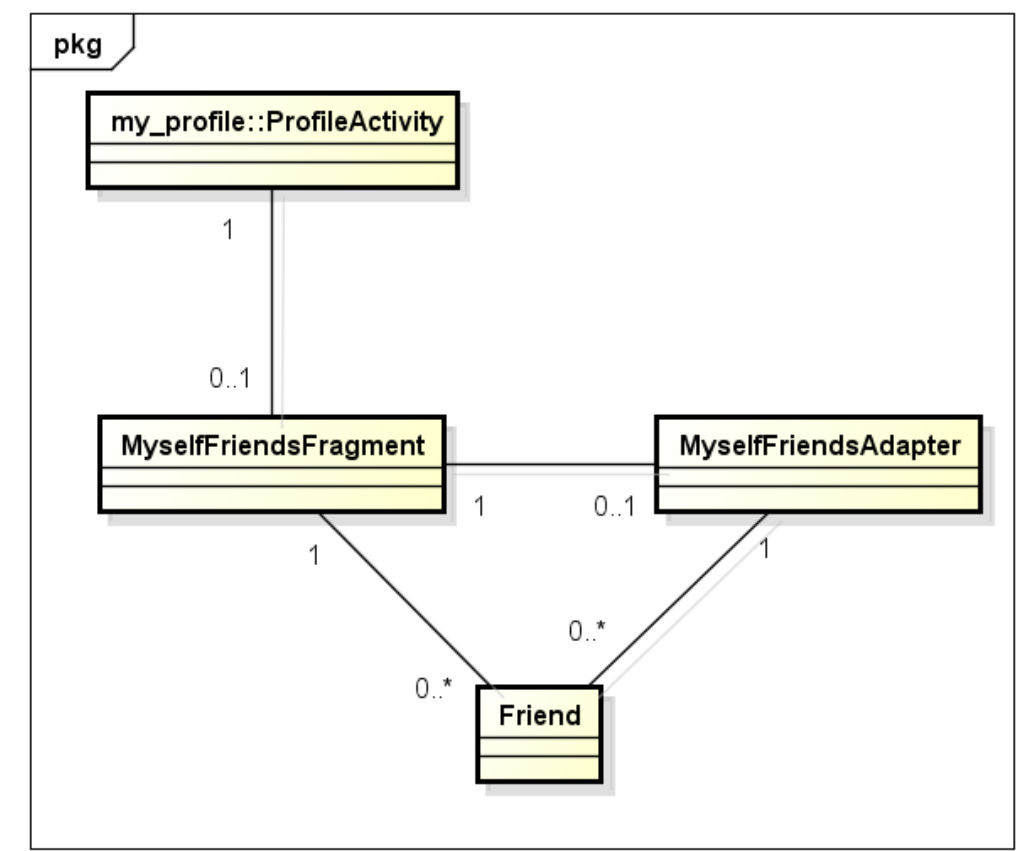 pkg
my_profile::ProfileActivity
1
0..1
MyselfFriendsFragment
MyselfFriendsAdapter
1
0..1
1
1
0..*
0..*
Friend